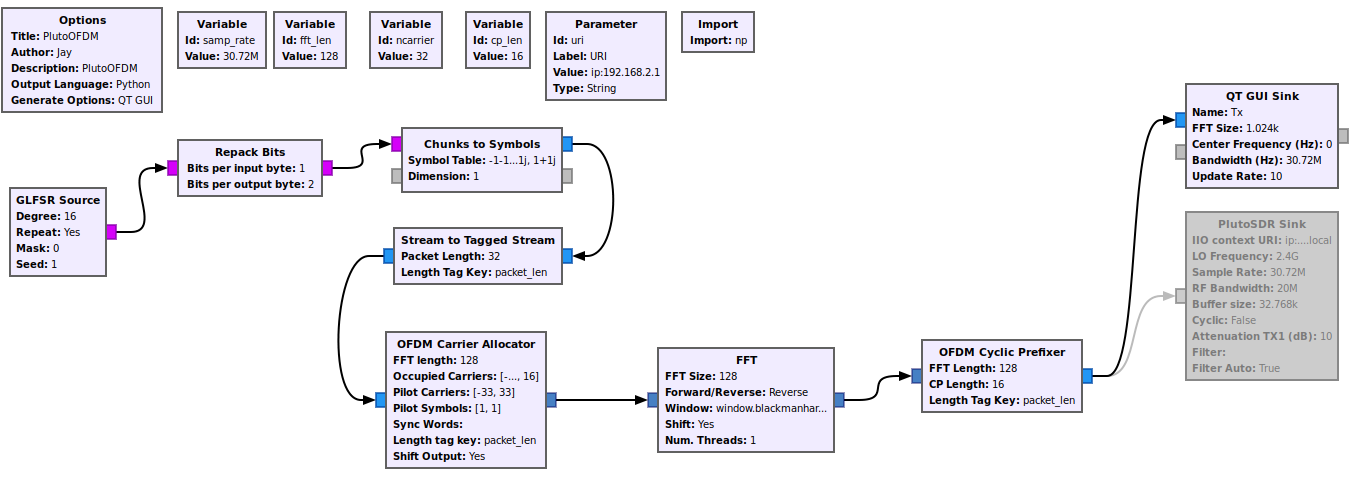 Options
Title: PlutoOFDM
Author: Jay
Description: PlutoOFDM
Output Language: Python
Generate Options: QT GUI
Variable
Id: samp_rate
Value: 30.72M
Variable
Id: fft_len
Value: 128
Variable
Id: ncarrier
Value: 32
Variable
Id: cp_len
Value: 16
Parameter
Id: uri
Label: URI
Value: ip:192.168.2.1
Type: String
Import
Import: np
GLFSR Source
Degree: 16
Repeat: Yes
Mask: 0
Seed: 1
Repack Bits
Bits per input byte: 1
Bits per output byte: 2
Chunks to Symbols
Symbol Table: -1-1...1j, 1+1j
Dimension: 1
Stream to Tagged Stream
Packet Length: 32
Length Tag Key: packet_len
OFDM Carrier Allocator
FFT length: 128
Occupied Carriers: [-..., 16]
Pilot Carriers: [-33, 33]
Pilot Symbols: [1, 1]
Sync Words:
Length tag key: packet_len
Shift Output: Yes
FFT
FFT Size: 128
Forward/Reverse: Reverse
Window: window.blackmanhar...
Shift: Yes
Num. Threads: 1
OFDM Cyclic Prefixer
FFT Length: 128
CP Length: 16
Length Tag Key: packet_len
QT GUI Sink
Name: Tx
FFT Size: 1.024k
Center Frequency (Hz): 0
Bandwidth (Hz): 30.72M
Update Rate: 10
PlutoSDR Sink
IIO context URI: ip:....local
LO Frequency: 2.4G
Sample Rate: 30.72M
RF Bandwidth: 20M
Buffer size: 32.768k
Cyclic: False
Attenuation TX1 (dB): 10
Filter:
Filter Auto: True